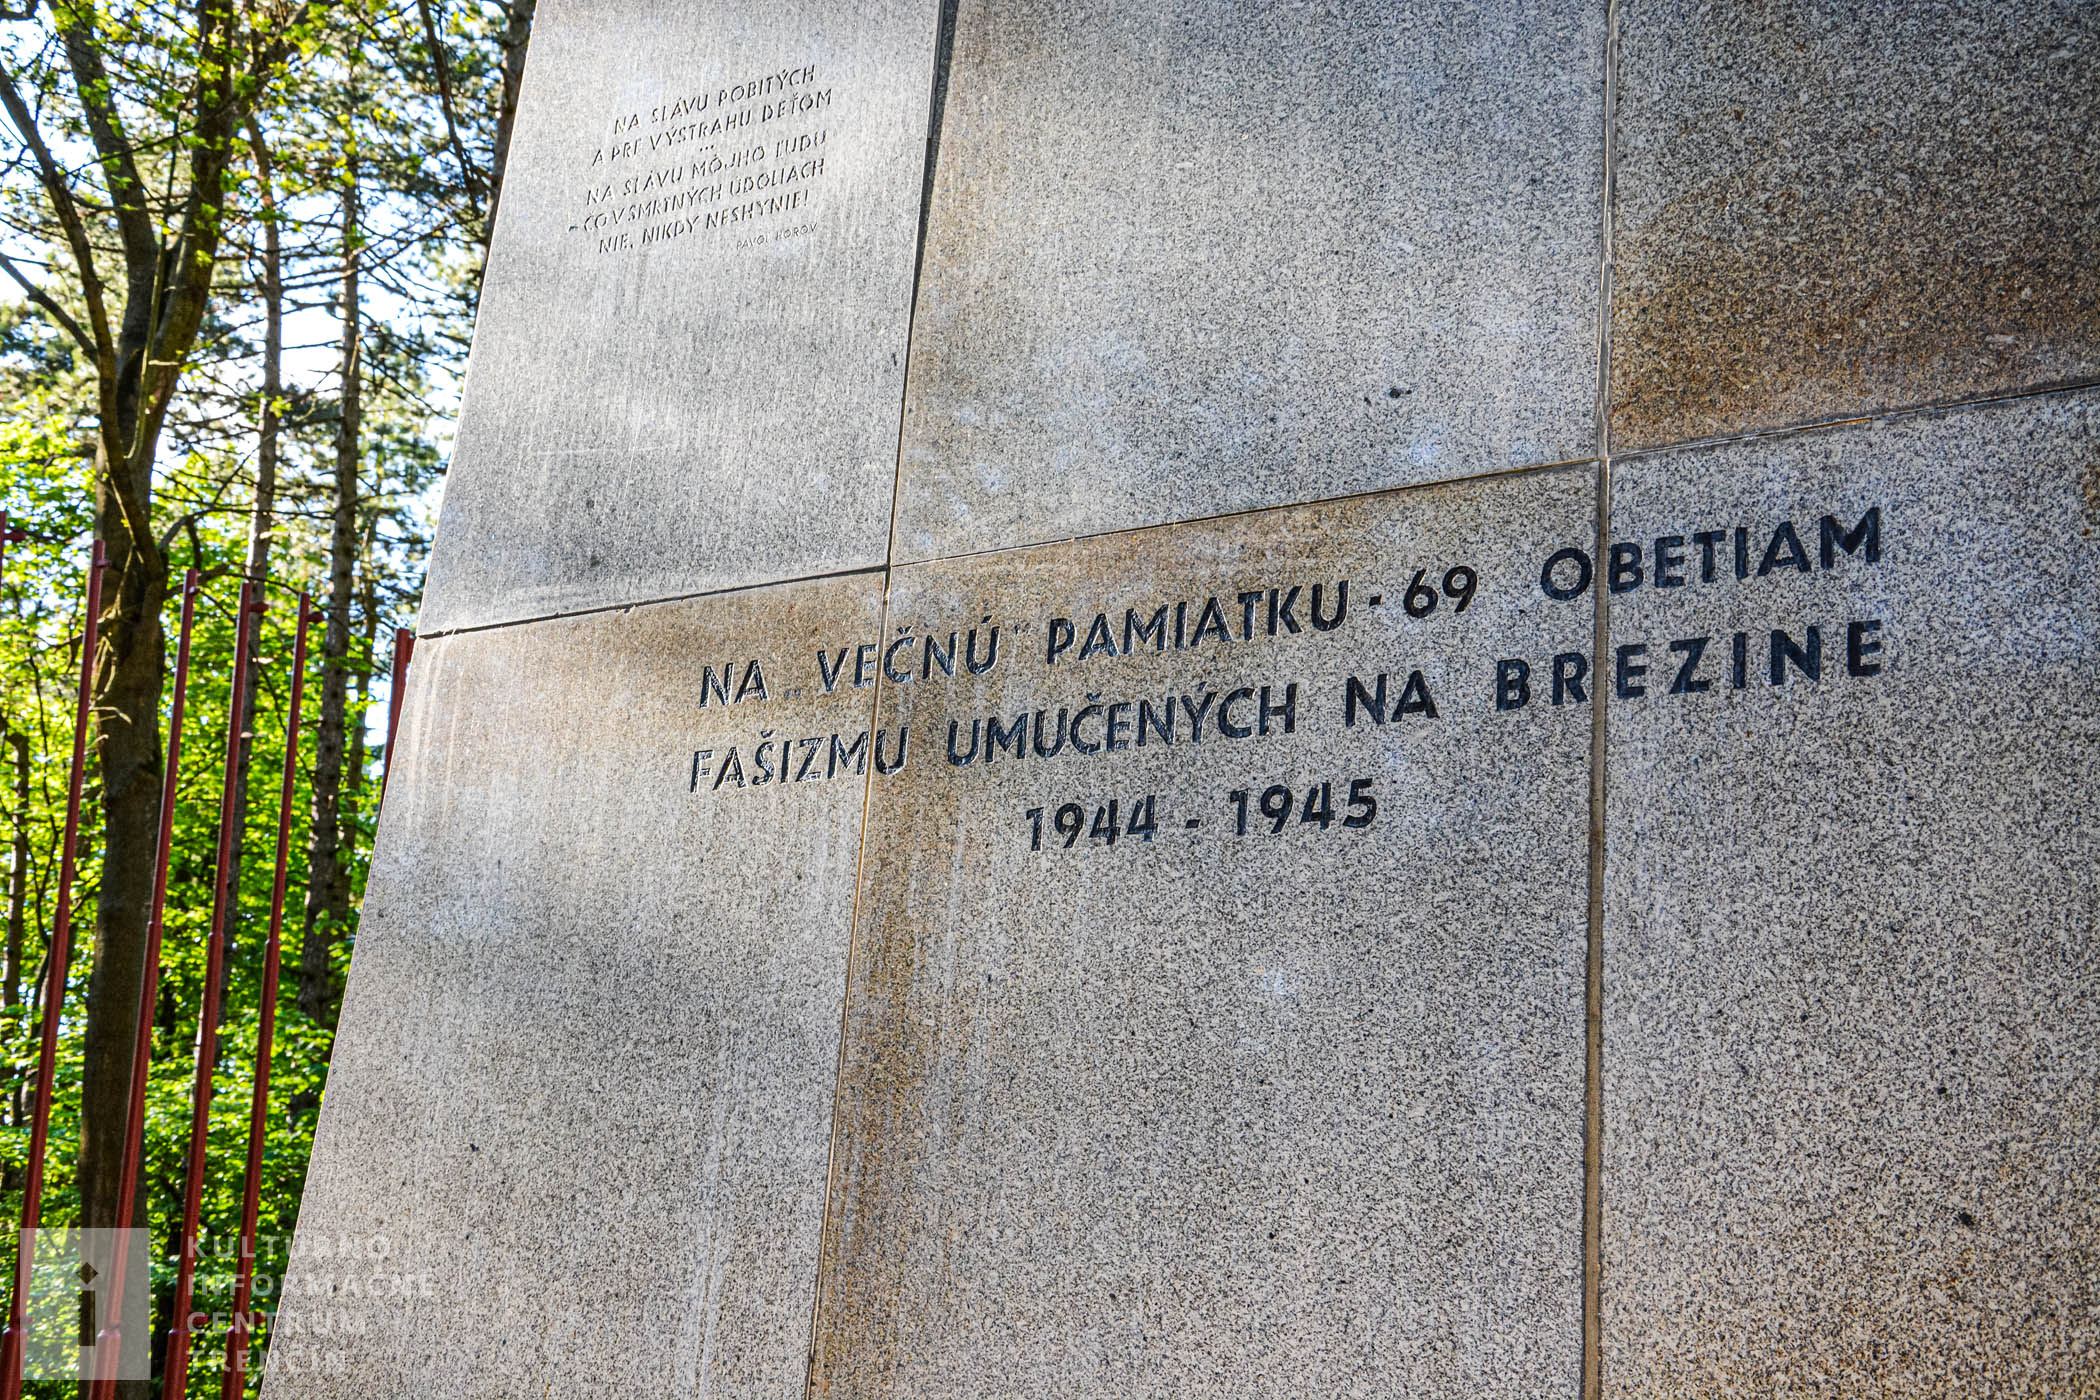 NA SLÁVU POBITÝCH
A PRE VÝSTRAHU DEŤOM
...
NA SLÁVU MÔJHO ĽUDU
ČO V SMRTNÝCH ÚDOLIACH
NIE, NIKDY NESHYNIE!
PAVOL HOROV
NA VEČNÚ PAMIATKU · 69 OBETIAM
FAŠIZMU UMUČENÝCH NA BREZINE
1944 - 1945
KULTURNO
INFORMAČNÉ
CENTRUM
TRENČÍN